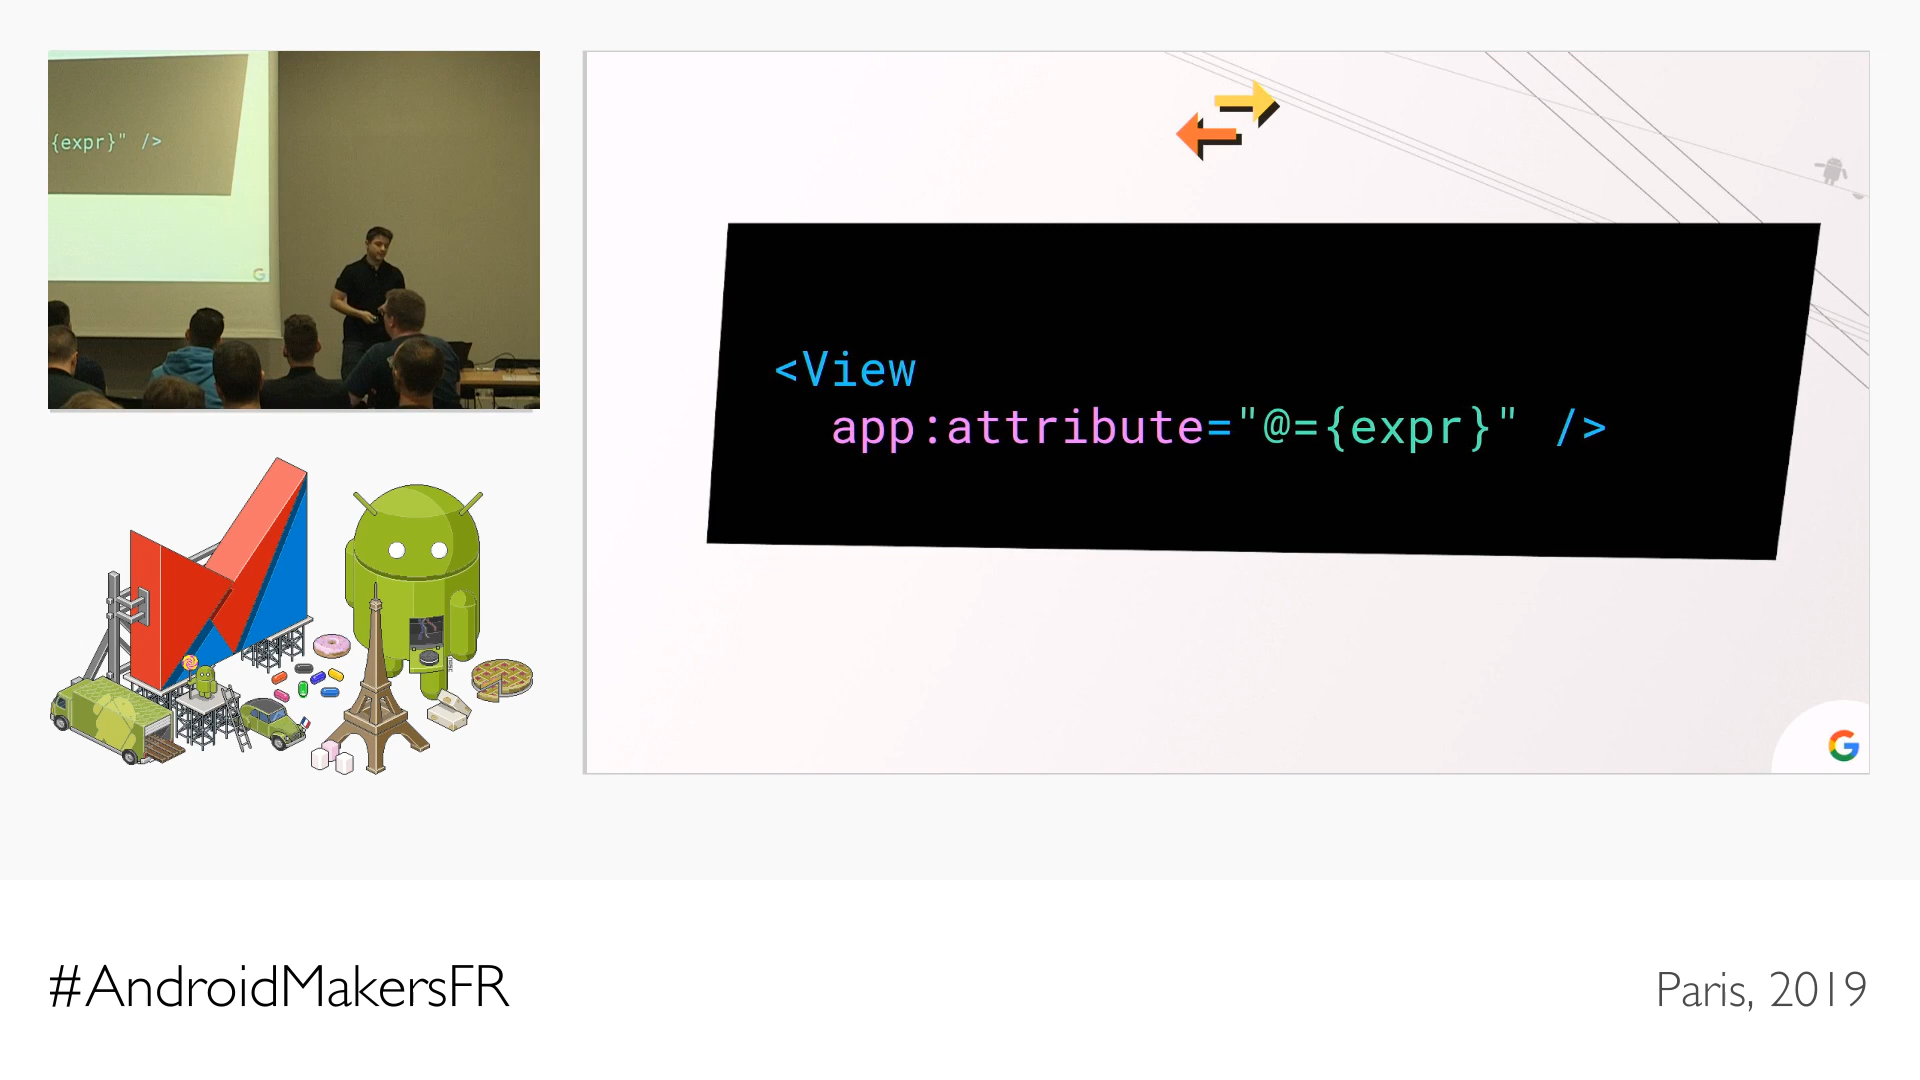 {expr}" />
<View
app:attribute="@={expr}" />
#AndroidMakersFR
Paris, 2019